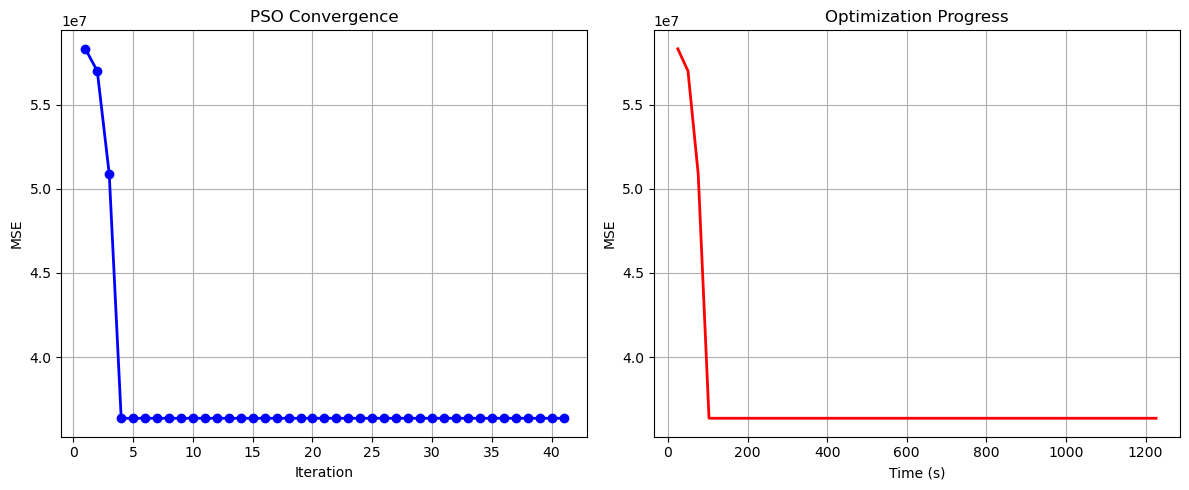 PSO Convergence
1e7
5.5
5.0
4.5
4.0
MSE
0 5 10 15 20 25 30 35 40
Iteration
Optimization Progress
1e7
5.5
5.0
4.5
4.0
MSE
0 200 400 600 800 1000 1200
Time (s)